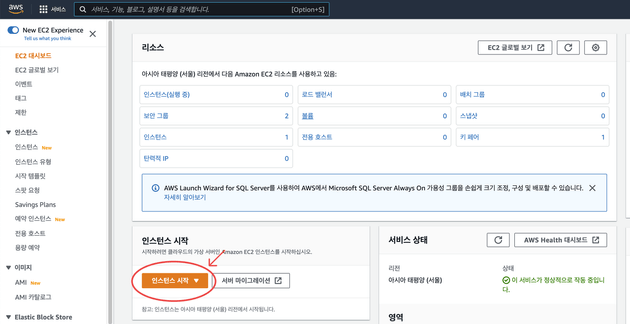 aws
서비스
서비스, 기능, 블로그, 설명서 등을 검색합니다.
[Option+S]
New EC2 Experience
Tell us what you think
EC2 대시보드
EC2 글로벌 보기
이벤트
태그
제한
인스턴스
인스턴스 New
인스턴스 유형
시작 템플릿
스팟 요청
Savings Plans
예약 인스턴스 New
전용 호스트
용량 예약
이미지
AMI New
AMI 카탈로그
Elastic Block Store
리소스
EC2 글로벌 보기
아시아 태평양 (서울) 리전에서 다음 Amazon EC2 리소스를 사용하고 있음:
인스턴스(실행 중) 0
로드 밸런서 0
배치 그룹 0
보안 그룹 2
볼륨 0
스냅샷 0
인스턴스 1
전용 호스트 0
키 페어 1
탄력적 IP 0
AWS Launch Wizard for SQL Server를 사용하여 AWS에서 Microsoft SQL Server Always On 가용성 그룹을 손쉽게 크기 조정, 구성 및 배포할 수 있습니다.
자세히 알아보기
인스턴스 시작
시작하려면 클라우드의 가상 서버인 Amazon EC2 인스턴스를 시작하십시오.
인스턴스 시작
서버 마이그레이션
참고: 인스턴스는 아시아 태평양 (서울) 리전에서 시작됩니다.
서비스 상태
AWS Health 대시보드
리전
아시아 태평양 (서울)
상태
이 서비스가 정상적으로 작동 중입니다.
영역